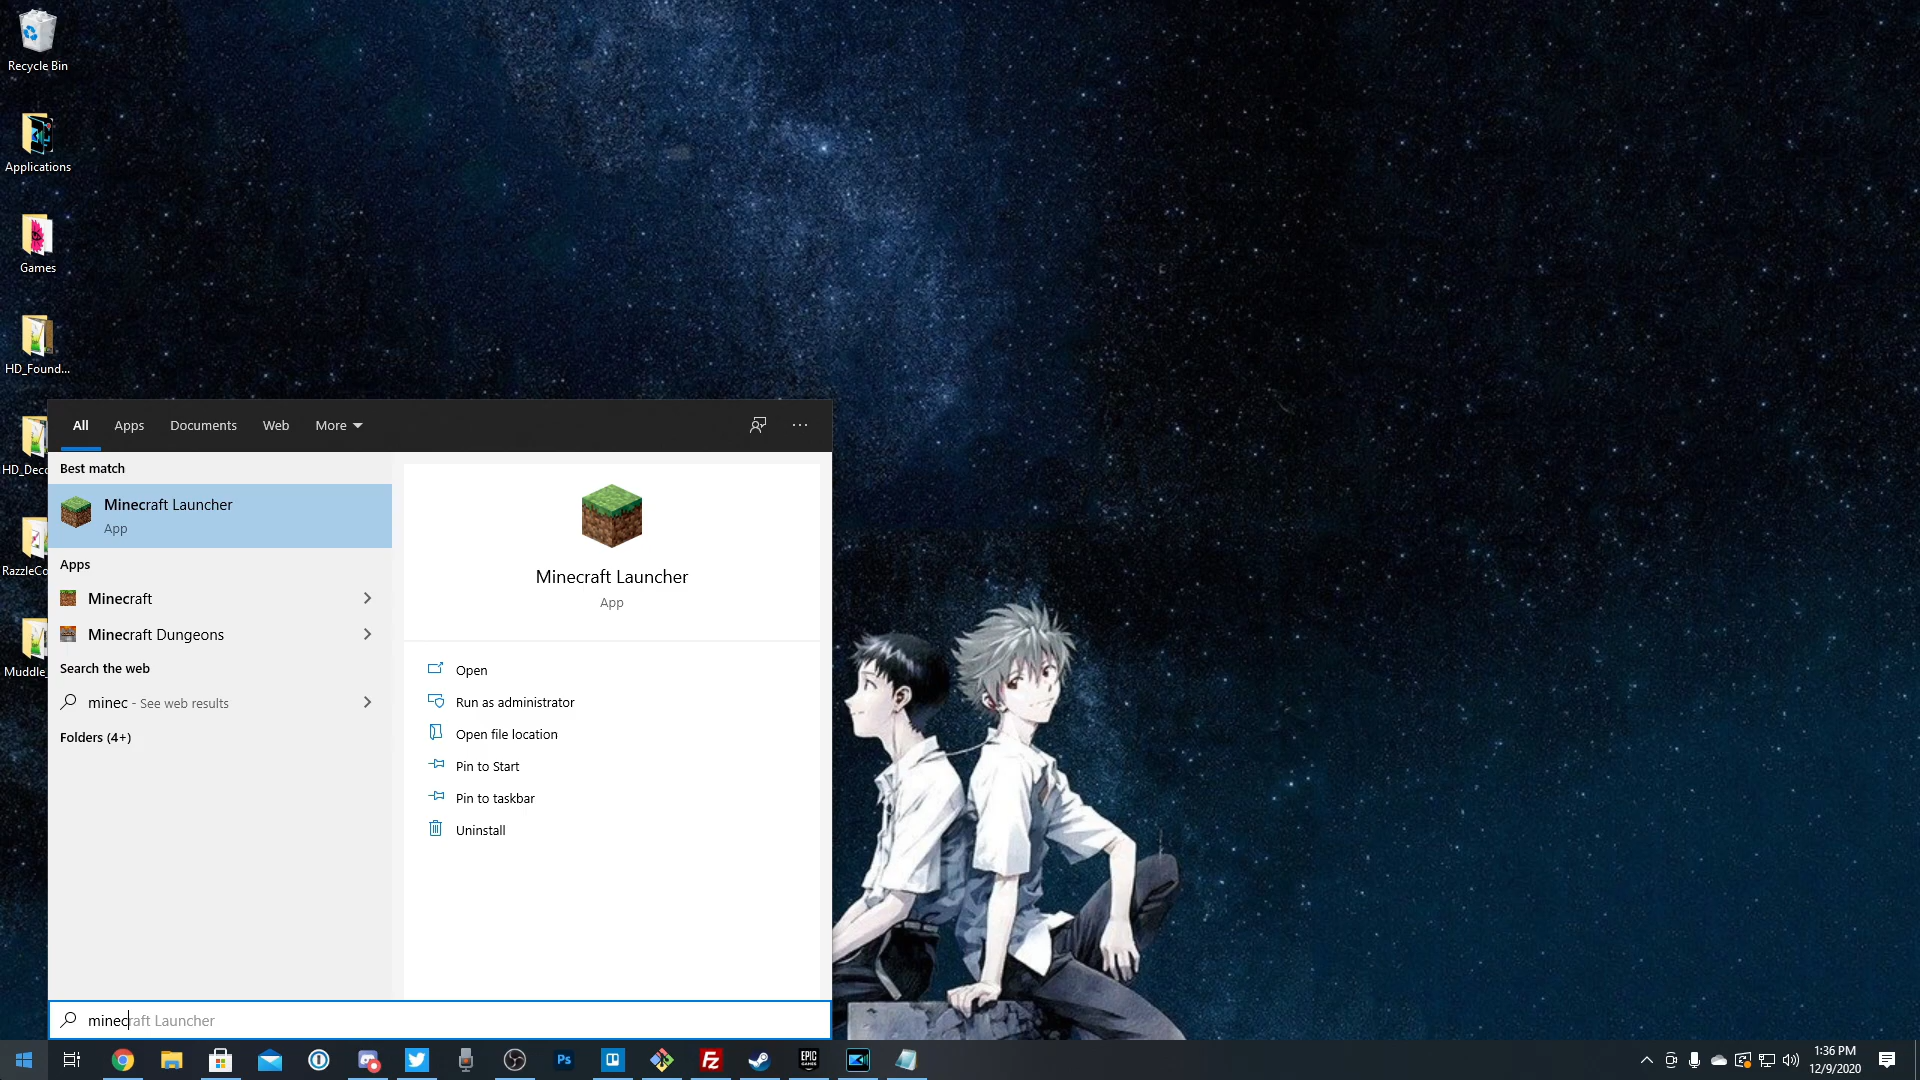 Recycle Bin
Applications
Games
HD_Found...
HD_Deco
RazzleCo
Muddle_
All Apps Documents Web More
Best match
Minecraft Launcher
App
Apps
Minecraft
Minecraft Dungeons
Search the web
minec - See web results
Folders (4+)
Minecraft Launcher
App
Open
Run as administrator
Open file location
Pin to Start
Pin to taskbar
Uninstall
minecraft Launcher
Ps
EPIC
GAMES
FZ
1:36 PM
12/9/2020